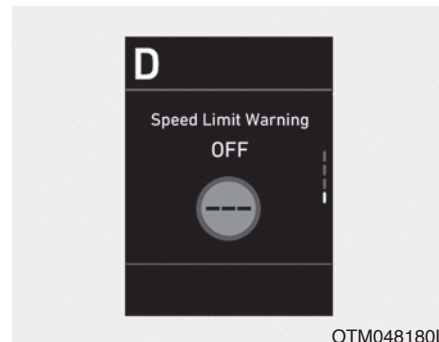 D
Speed Limit Warning
OFF
---
OTM048180L